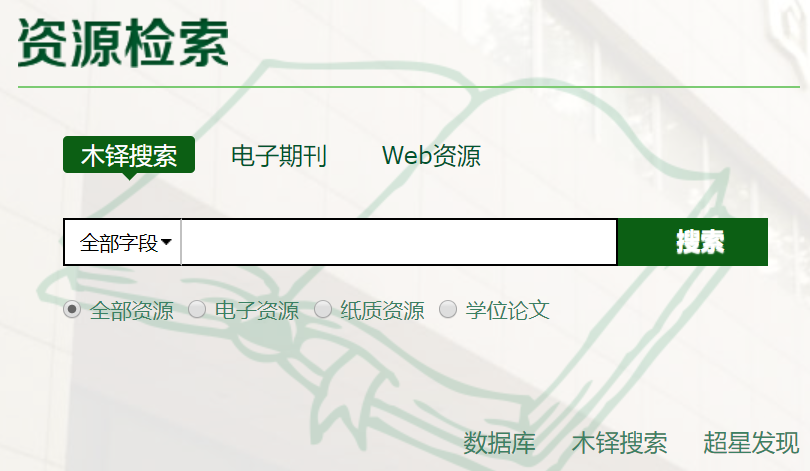 资源检索
木铎搜索 电子期刊 Web资源
全部字段 搜索
全部资源 电子资源 纸质资源 学位论文
数据库 木铎搜索 超星发现